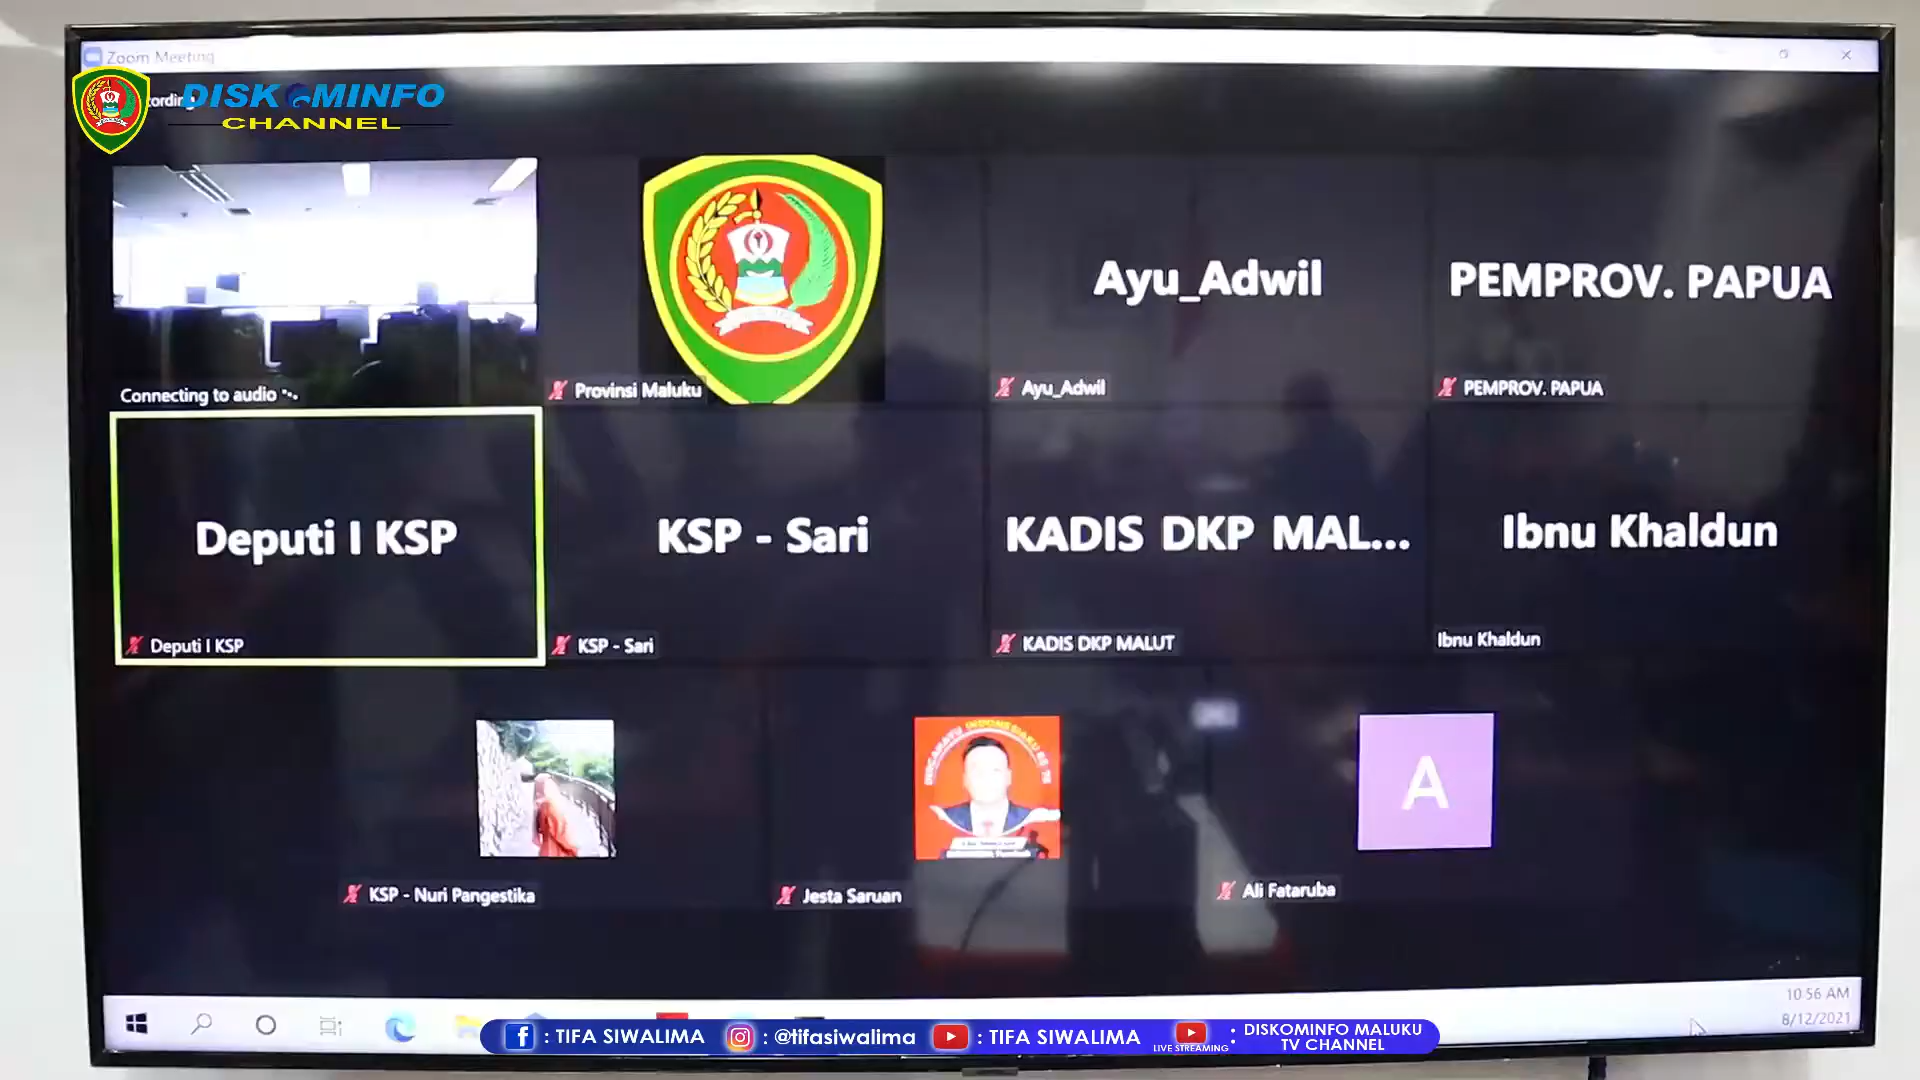 Zoom Meeting
cording
DISKOMINFO
CHANNEL
Connecting to audio
Provinsi Maluku
Ayu_Adwil
Ayu_Adwil
PEMPROV. PAPUA
PEMPROV. PAPUA
Deputi I KSP
Deputi I KSP
KSP - Sari
KSP - Sari
KADIS DKP MAL...
KADIS DKP MALUT
Ibnu Khaldun
Ibnu Khaldun
KSP - Nuri Pangestika
Jesta Saruan
A
Ali Fataruba
10:56 AM
8/12/2021
: TIFA SIWALIMA
: @tifasiwalima
: TIFA SIWALIMA
LIVE STREAMING
: DISKOMINFO MALUKU
TV CHANNEL